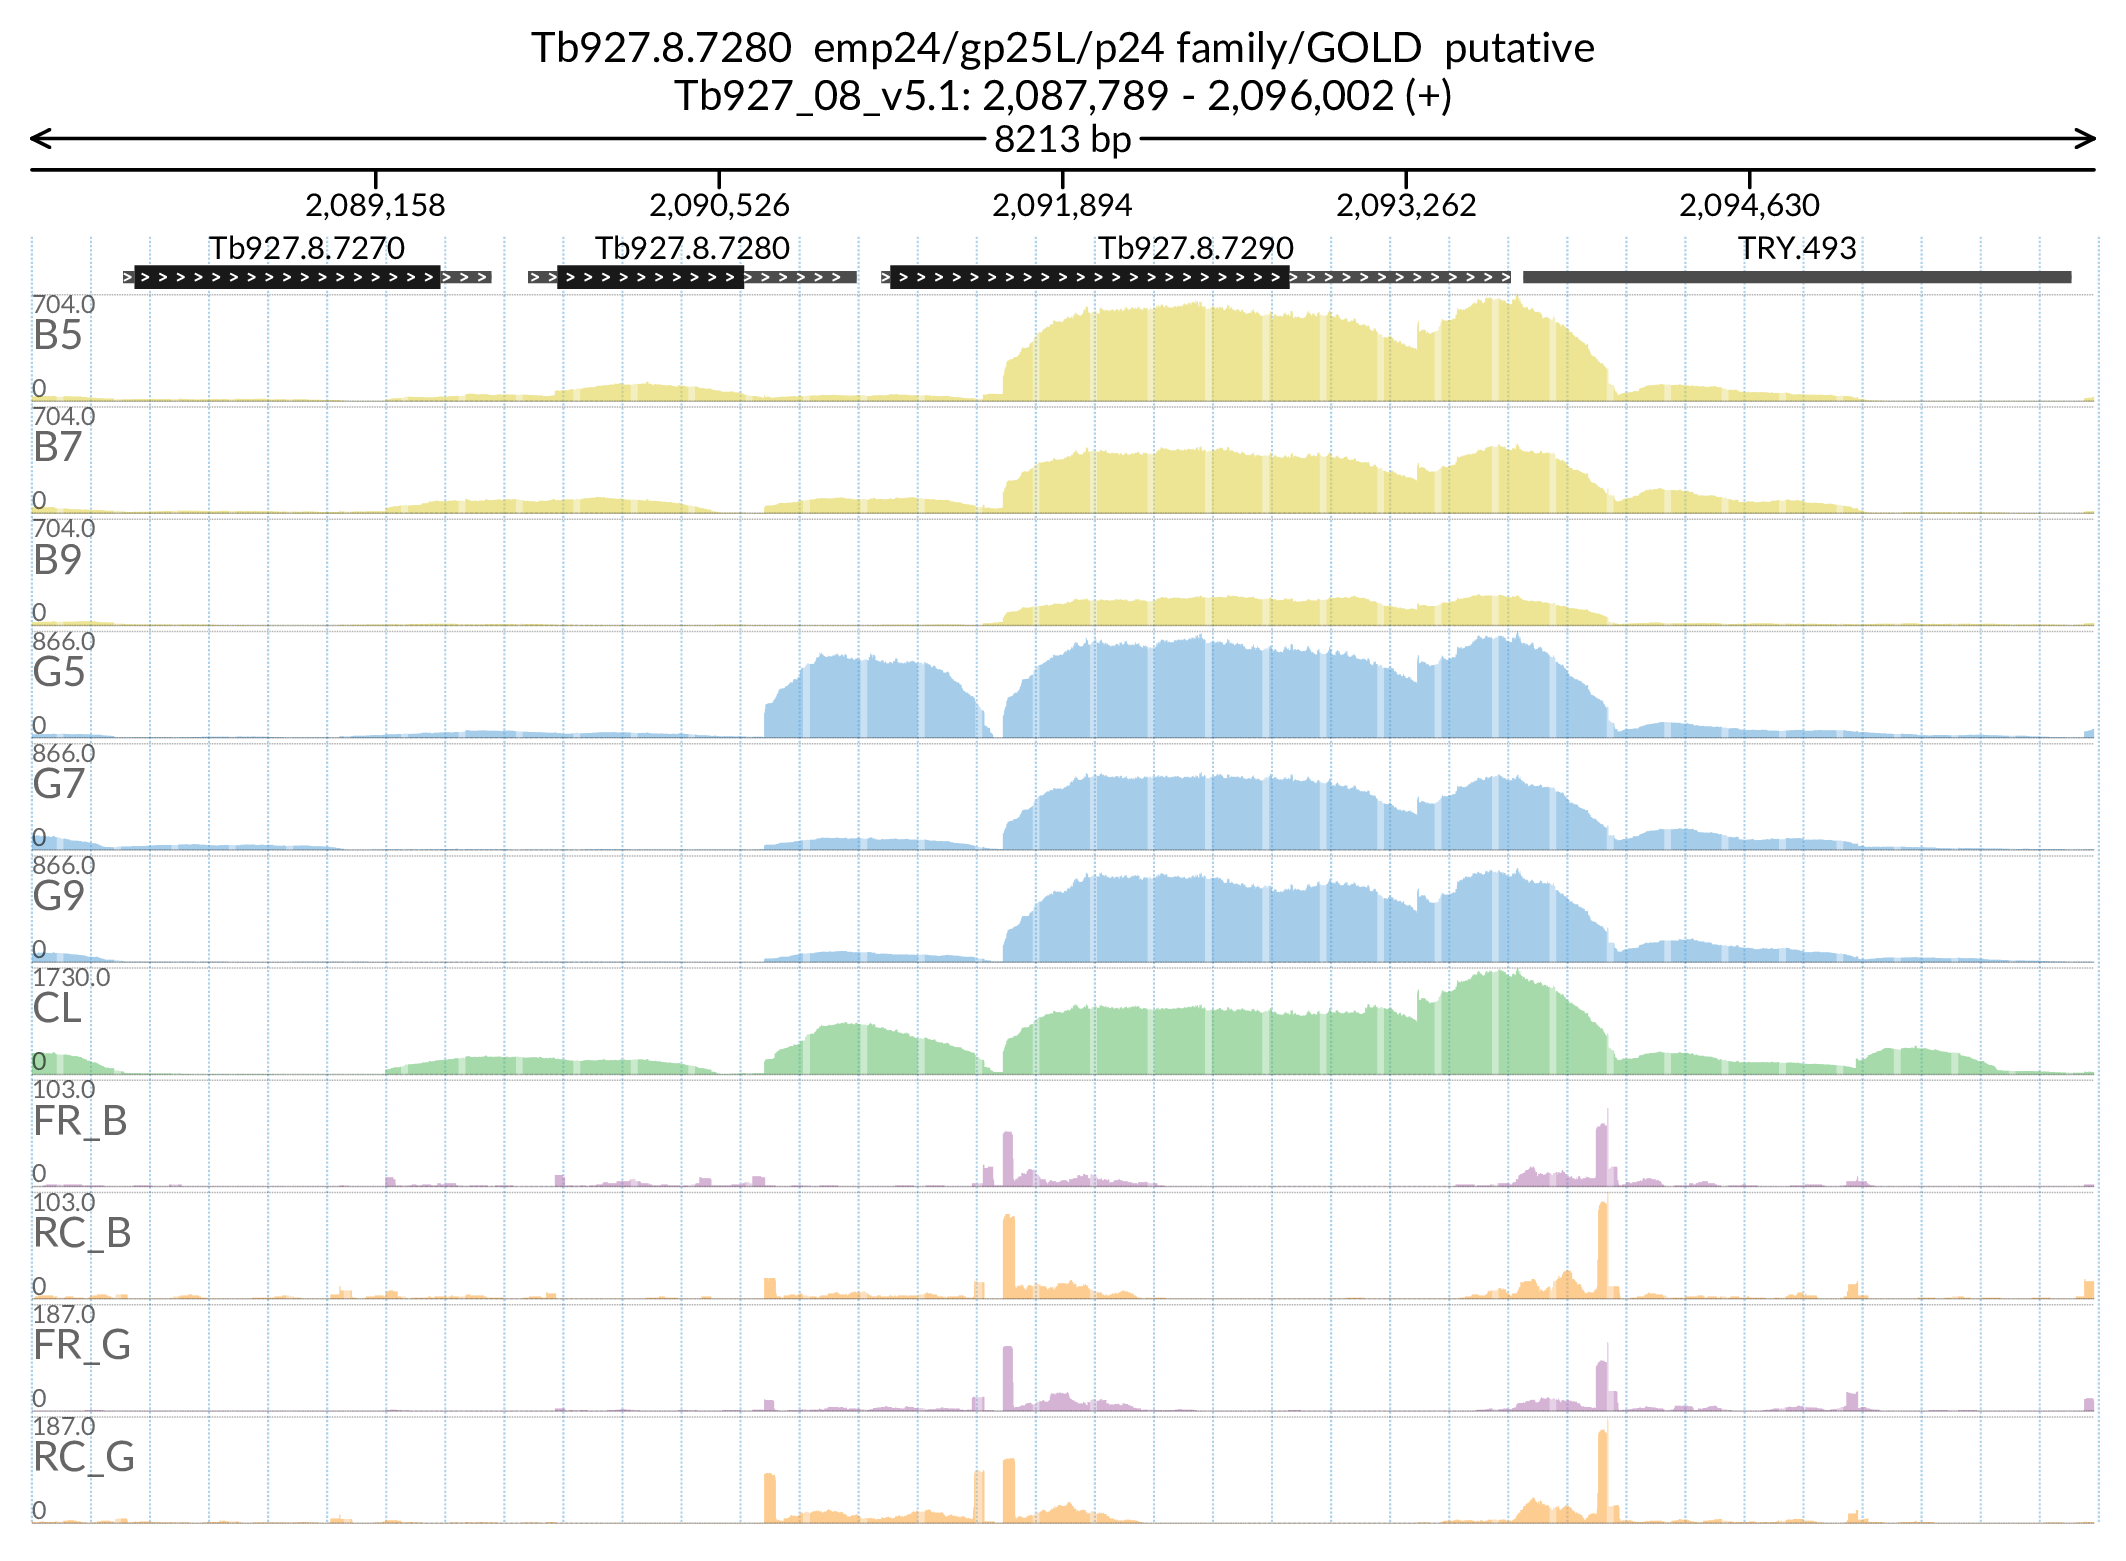 Tb927.8.7280 emp24/gp25L/p24 family/GOLD putative
Tb927_08_v5.1: 2,087,789 - 2,096,002 (+)
8213 bp
2,089,158 2,090,526 2,091,894 2,093,262 2,094,630
Tb927.8.7270 Tb927.8.7280 Tb927.8.7290 TRY.493
704.0
B5
0
704.0
B7
0
704.0
B9
0
866.0
G5
0
866.0
G7
0
866.0
G9
0
1730.0
CL
0
103.0
FR_B
0
103.0
RC_B
0
187.0
FR_G
0
187.0
RC_G
0